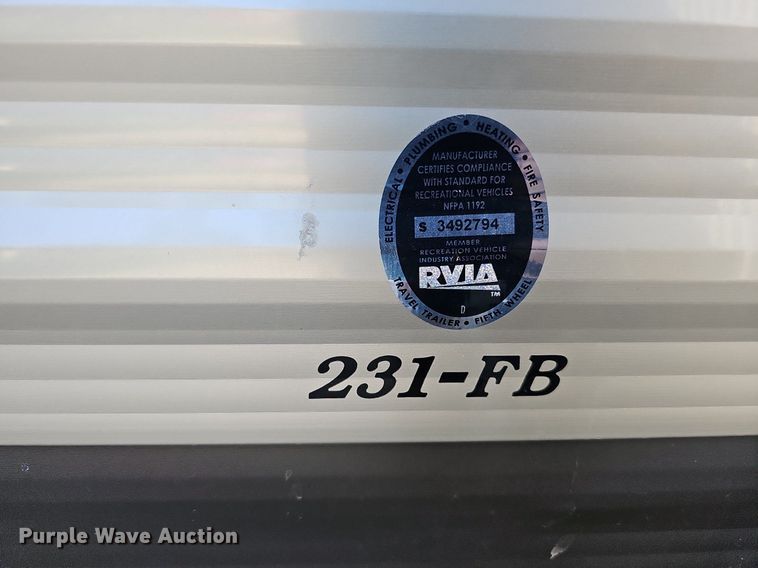 ELECTRICAL • PLUMBING • HEATING • FIRE SAFETY
MANUFACTURER
CERTIFIES COMPLIANCE
WITH STANDARD FOR
RECREATIONAL VEHICLES
NFPA 1192
S 3492794
MEMBER
RECREATION VEHICLE
INDUSTRY ASSOCIATION
RVIA
TM
D
TRAVEL TRAILER • FIFTH WHEEL
231-FB
Purple Wave Auction